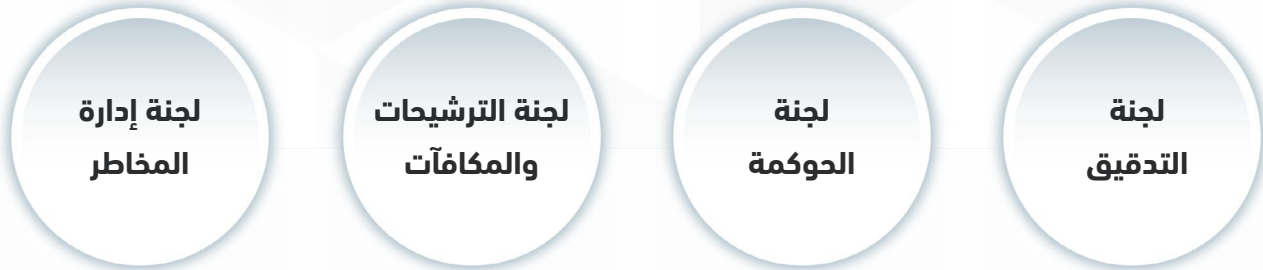 لجنة
التدقيق
لجنة
الحوكمة
لجنة الترشيحات
والمكافآت
لجنة إدارة
المخاطر